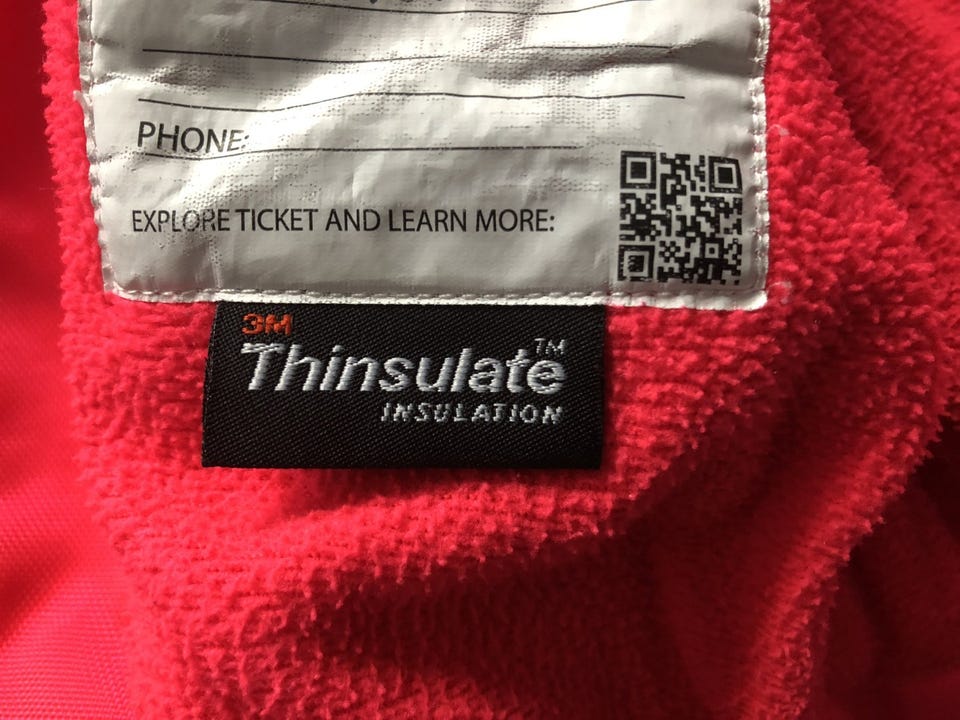 PHONE:
EXPLORE TICKET AND LEARN MORE:
3M
Thinsulate™
INSULATION